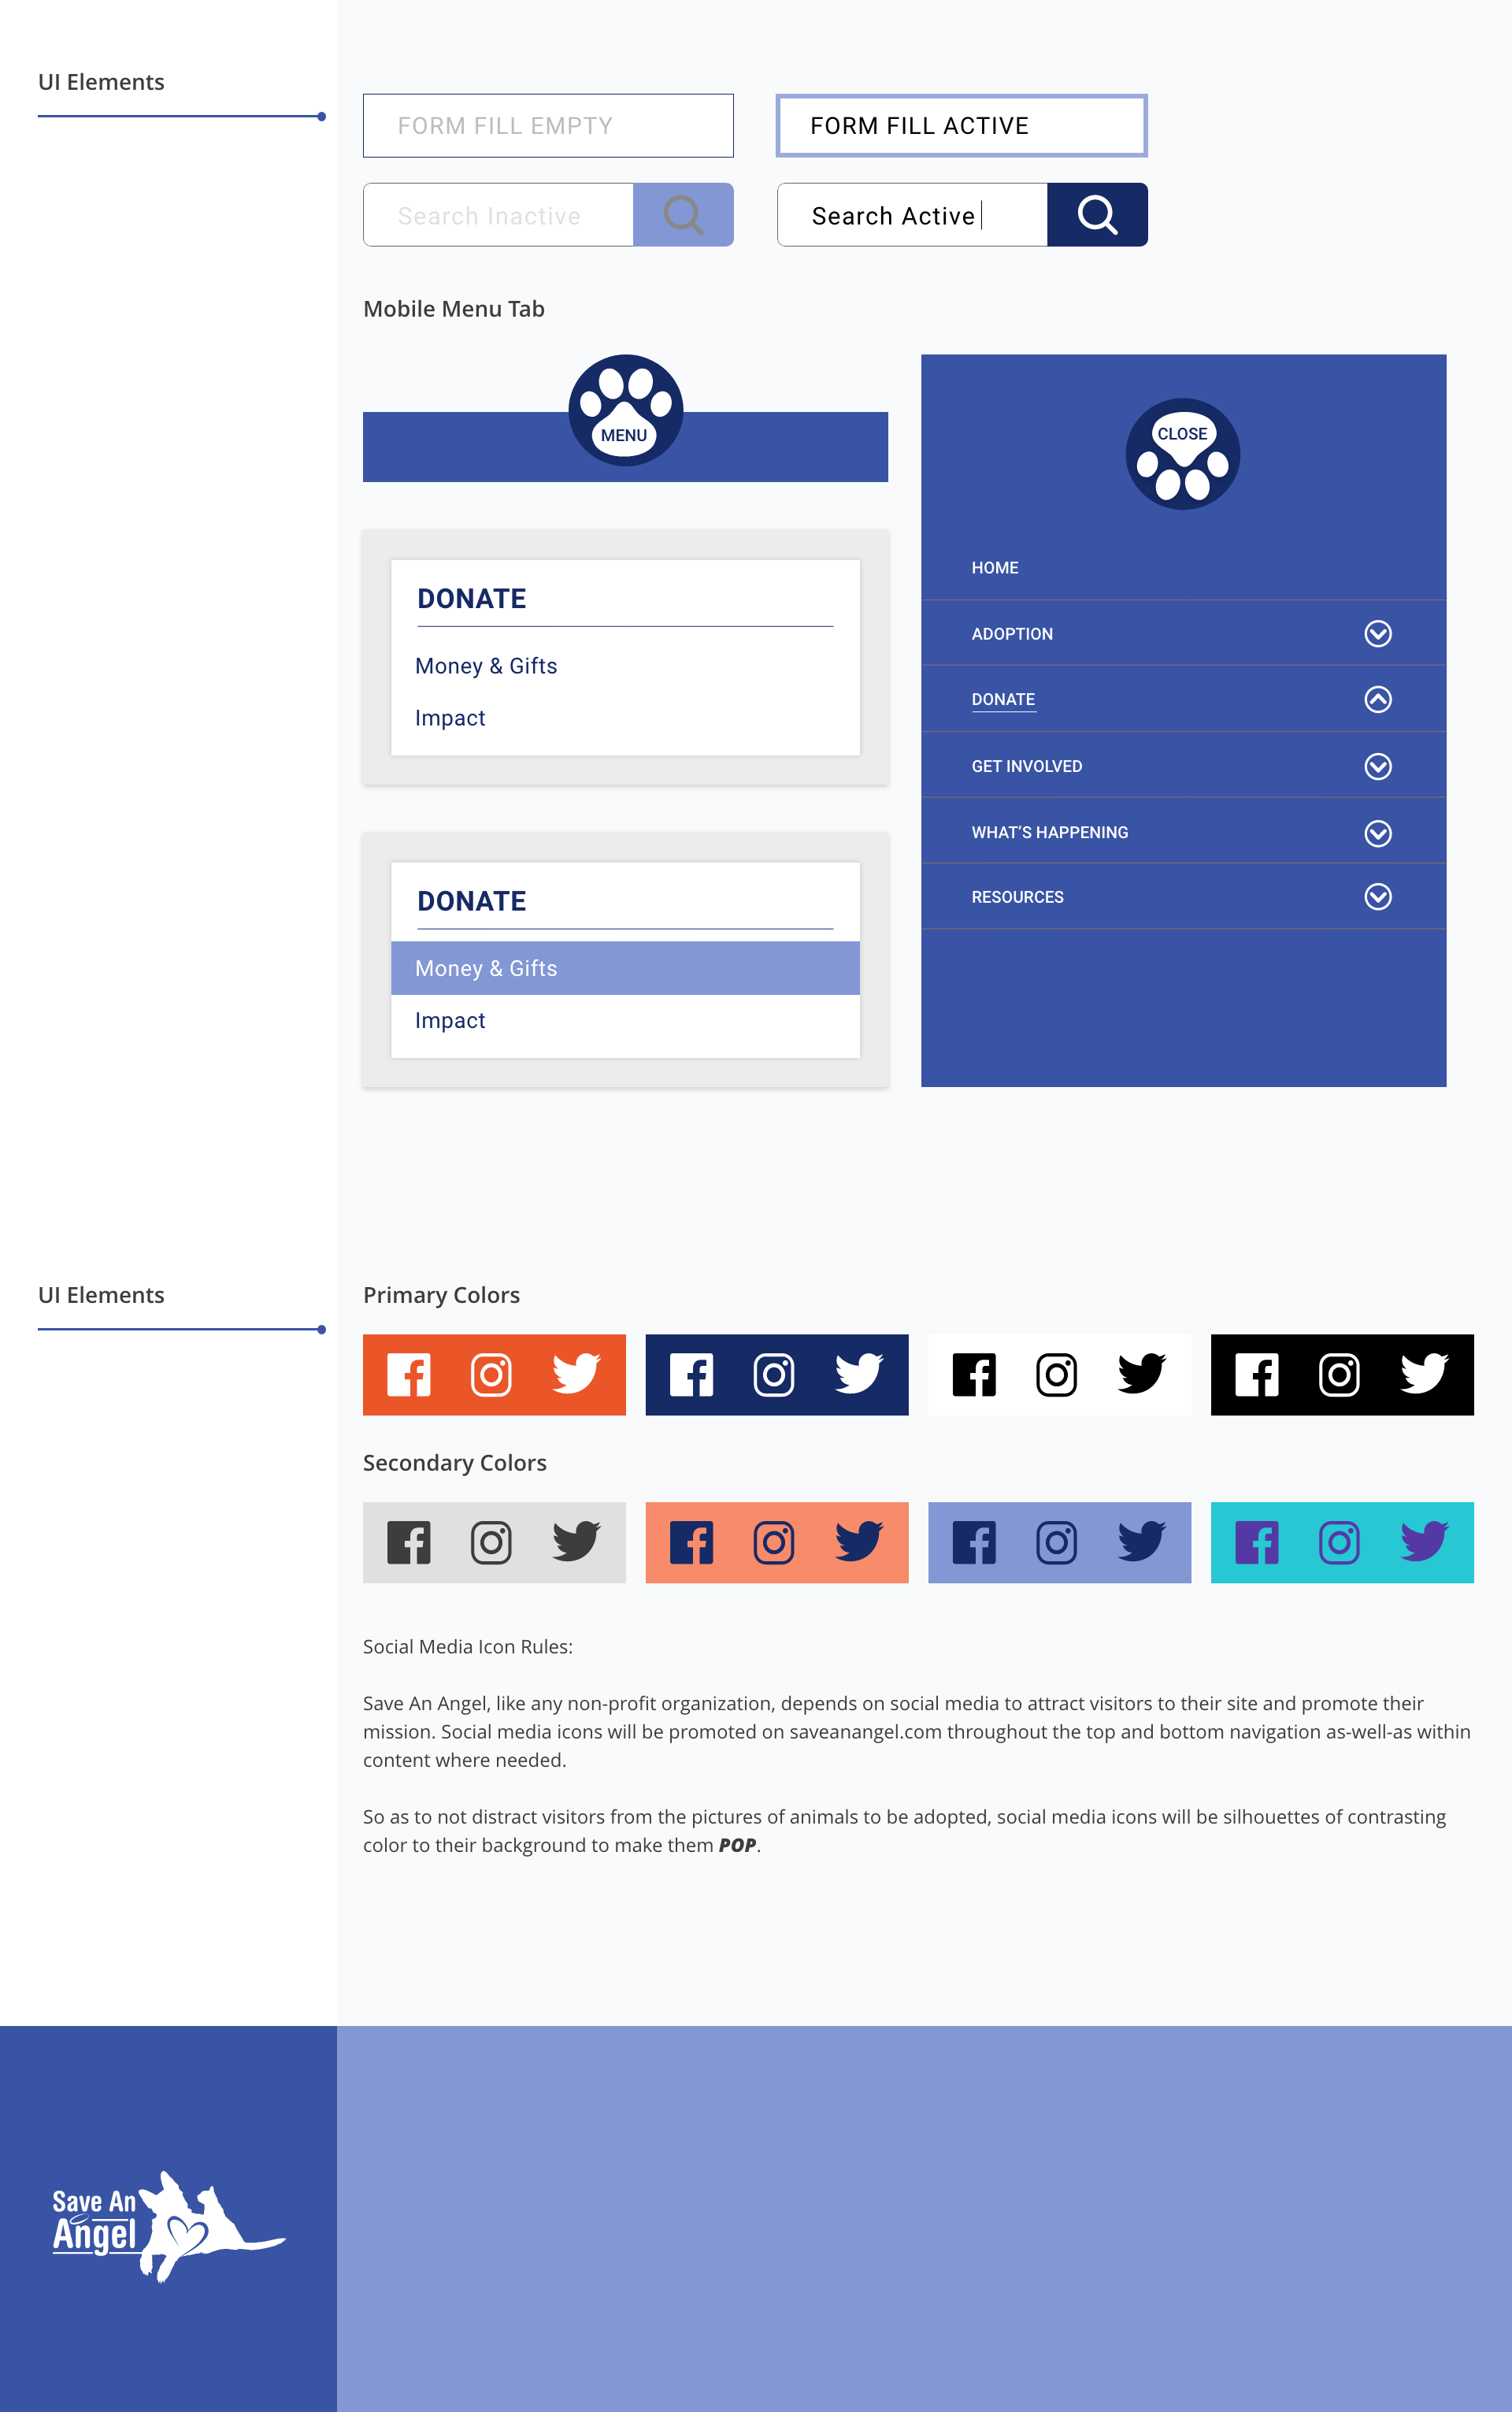 UI Elements
FORM FILL EMPTY
FORM FILL ACTIVE
Search Inactive
Search Active
Mobile Menu Tab
MENU
DONATE
Money & Gifts
Impact
DONATE
Money & Gifts
Impact
CLOSE
HOME
ADOPTION
DONATE
GET INVOLVED
WHAT’S HAPPENING
RESOURCES
UI Elements
Primary Colors
Secondary Colors
Social Media Icon Rules:
Save An Angel, like any non-profit organization, depends on social media to attract visitors to their site and promote their
mission. Social media icons will be promoted on saveanangel.com throughout the top and bottom navigation as-well-as within
content where needed.
So as to not distract visitors from the pictures of animals to be adopted, social media icons will be silhouettes of contrasting
color to their background to make them POP.
Save An
Angel